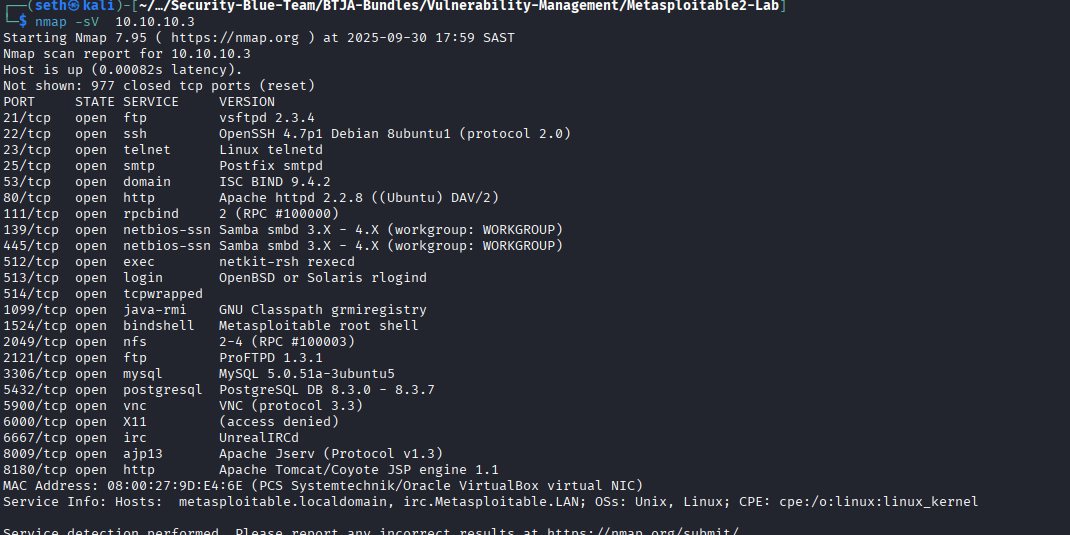 ┌──(seth㉿kali)-[~/…/Security-Blue-Team/BTJA-Bundles/Vulnerability-Management/Metasploitable2-Lab]
└─$ nmap -sV  10.10.10.3
Starting Nmap 7.95 ( https://nmap.org ) at 2025-09-30 17:59 SAST
Nmap scan report for 10.10.10.3
Host is up (0.00082s latency).
Not shown: 977 closed tcp ports (reset)
PORT     STATE SERVICE     VERSION
21/tcp   open  ftp         vsftpd 2.3.4
22/tcp   open  ssh         OpenSSH 4.7p1 Debian 8ubuntu1 (protocol 2.0)
23/tcp   open  telnet      Linux telnetd
25/tcp   open  smtp        Postfix smtpd
53/tcp   open  domain      ISC BIND 9.4.2
80/tcp   open  http        Apache httpd 2.2.8 ((Ubuntu) DAV/2)
111/tcp  open  rpcbind     2 (RPC #100000)
139/tcp  open  netbios-ssn Samba smbd 3.X - 4.X (workgroup: WORKGROUP)
445/tcp  open  netbios-ssn Samba smbd 3.X - 4.X (workgroup: WORKGROUP)
512/tcp  open  exec        netkit-rsh rexecd
513/tcp  open  login       OpenBSD or Solaris rlogind
514/tcp  open  tcpwrapped
1099/tcp open  java-rmi    GNU Classpath grmiregistry
1524/tcp open  bindshell   Metasploitable root shell
2049/tcp open  nfs         2-4 (RPC #100003)
2121/tcp open  ftp         ProFTPD 1.3.1
3306/tcp open  mysql       MySQL 5.0.51a-3ubuntu5
5432/tcp open  postgresql  PostgreSQL DB 8.3.0 - 8.3.7
5900/tcp open  vnc         VNC (protocol 3.3)
6000/tcp open  X11         (access denied)
6667/tcp open  irc         UnrealIRCd
8009/tcp open  ajp13       Apache Jserv (Protocol v1.3)
8180/tcp open  http        Apache Tomcat/Coyote JSP engine 1.1
MAC Address: 08:00:27:9D:E4:6E (PCS Systemtechnik/Oracle VirtualBox virtual NIC)
Service Info: Hosts:  metasploitable.localdomain, irc.Metasploitable.LAN; OSs: Unix, Linux; CPE: cpe:/o:linux:linux_kernel
Service detection performed. Please report any incorrect results at https://nmap.org/submit/